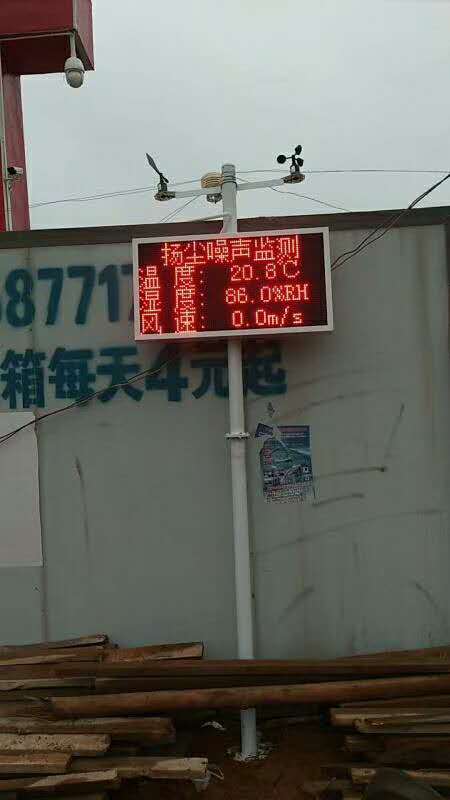 扬尘噪声监测
温 度: 20.8℃
湿 度: 86.0%RH
风 速: 0.0m/s
8771
箱每天4元起